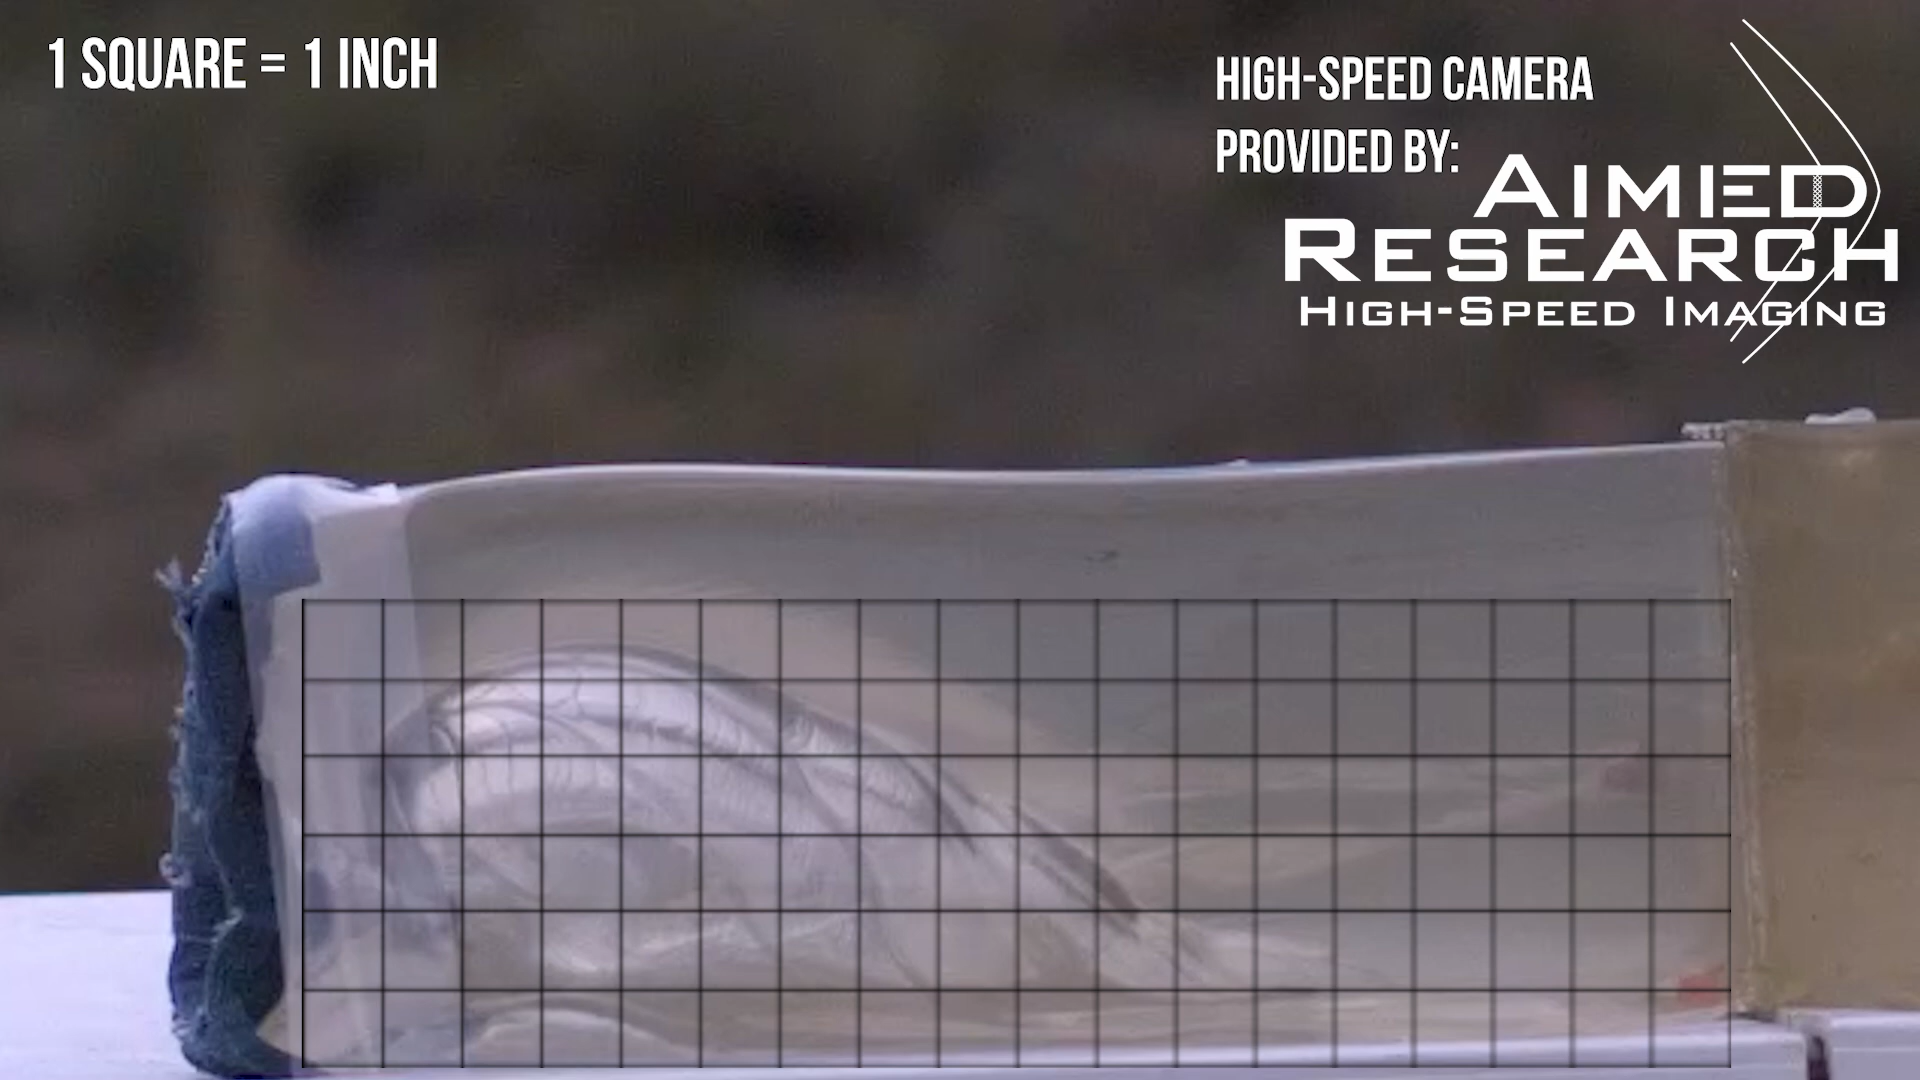 1 SQUARE = 1 INCH
HIGH-SPEED CAMERA
PROVIDED BY:
AIMED
RESEARCH
HIGH-SPEED IMAGING